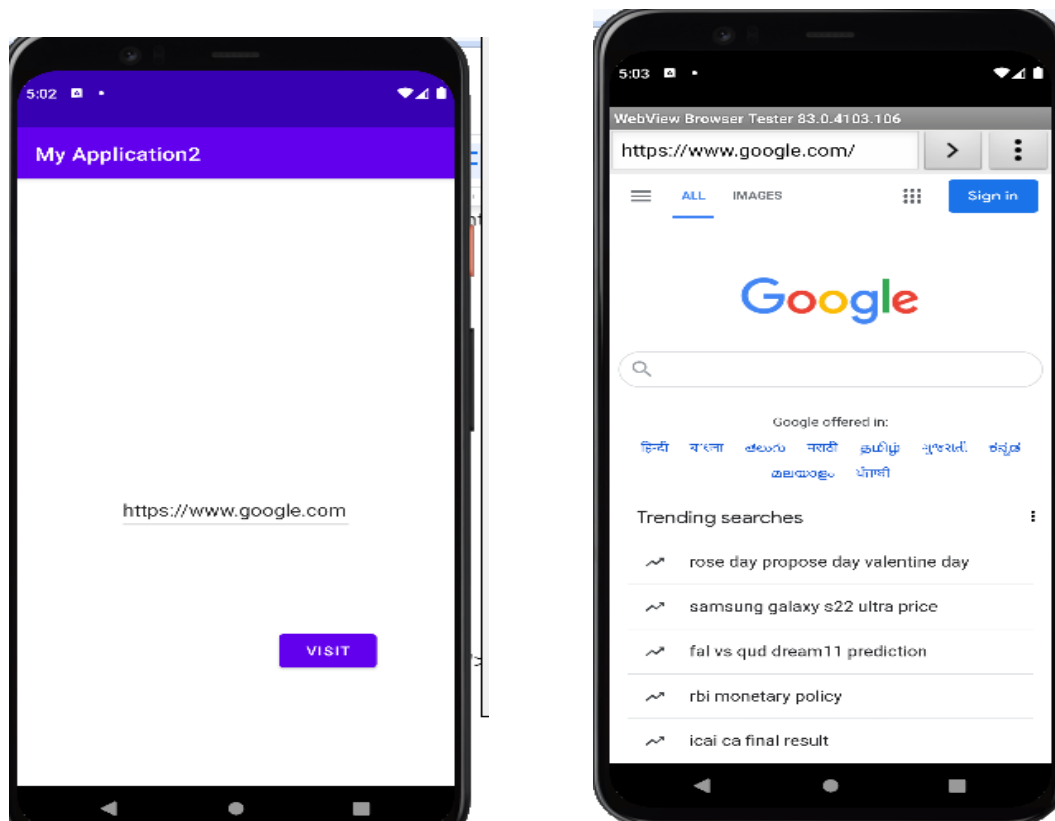 5:02
My Application2
https://www.google.com
VISIT
5:03
WebView Browser Tester 83.0.4103.106
https://www.google.com/
>
ALL IMAGES Sign in
Google
Google offered in:
हिन्दी বাংলা తెలుగు मराठी தமிழ் ગુજરાતી ಕನ್ನಡ
മലയാളം ਪੰਜਾਬੀ
Trending searches
rose day propose day valentine day
samsung galaxy s22 ultra price
fal vs qud dream11 prediction
rbi monetary policy
icai ca final result